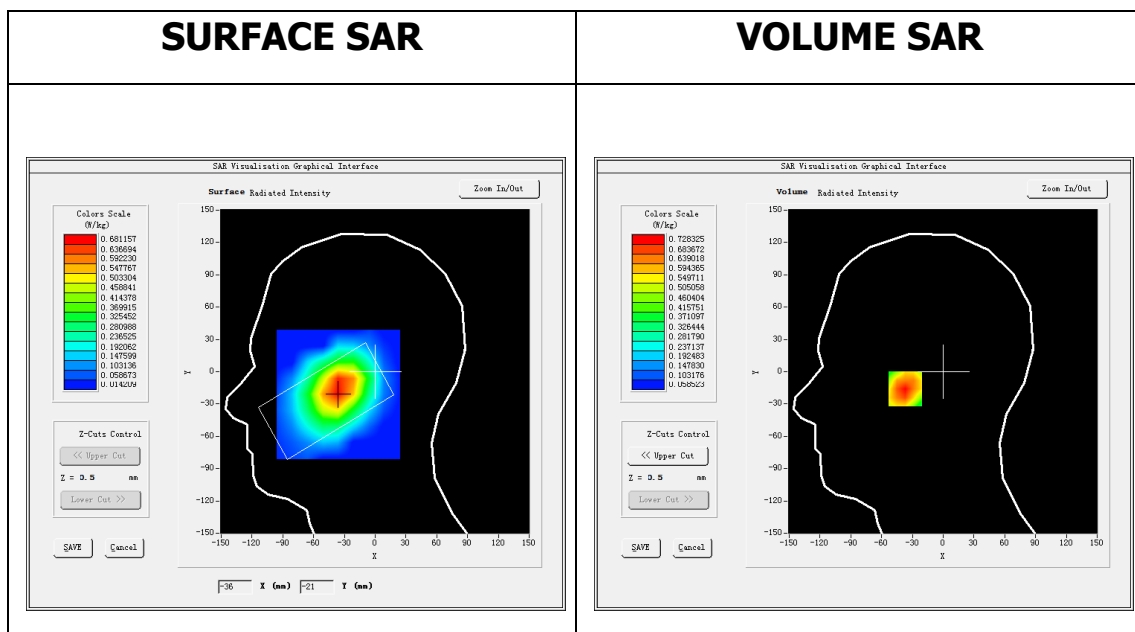 SURFACE SAR
VOLUME SAR
SAR Visualisation Graphical Interface
Surface Radiated Intensity
Zoom In/Out
Colors Scale
(W/kg)
0.681157
0.636694
0.592230
0.547767
0.503304
0.458841
0.414378
0.369915
0.325452
0.280988
0.236525
0.192062
0.147599
0.103136
0.058673
0.014209
Z-Cuts Control
<< Upper Cut
Z = 0.5 mm
Lower Cut >>
SAVE
Cancel
150
120
90
60
30
0
-30
-60
-90
-120
-150
Y
-150 -120 -90 -60 -30 0 30 60 90 120 150
X
-36 X (mm) -21 Y (mm)
SAR Visualisation Graphical Interface
Volume Radiated Intensity
Zoom In/Out
Colors Scale
(W/kg)
0.728325
0.683672
0.639018
0.594365
0.549711
0.505058
0.460404
0.415751
0.371097
0.326444
0.281790
0.237137
0.192483
0.147830
0.103176
0.058523
Z-Cuts Control
<< Upper Cut
Z = 0.5 mm
Lower Cut >>
SAVE
Cancel
150
120
90
60
30
0
-30
-60
-90
-120
-150
Y
-150 -120 -90 -60 -30 0 30 60 90 120 150
X